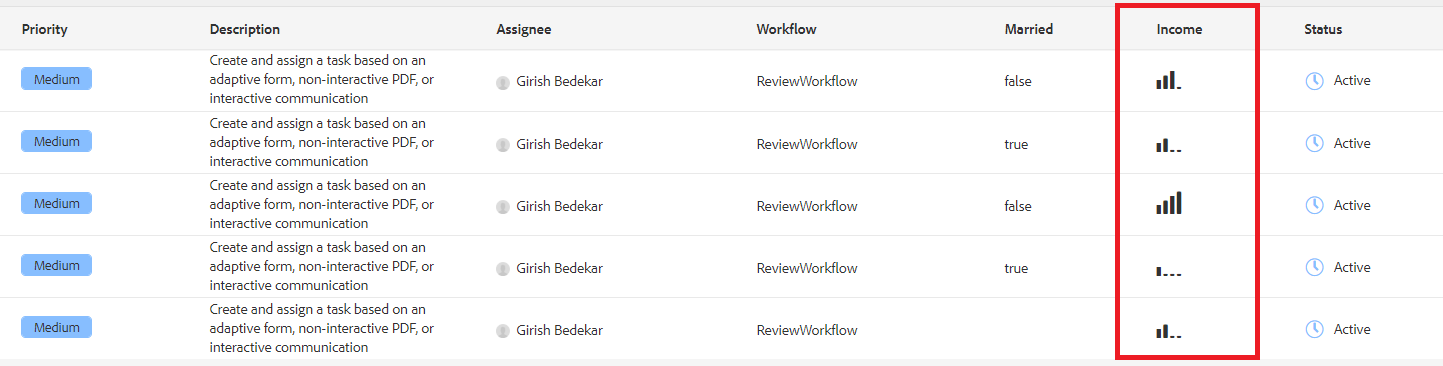 Priority Description Assignee Workflow Married Income Status
Create and assign a task based on an
Medium adaptive form, non-interactive PDF, or Girish Bedekar ReviewWorkflow false Active
interactive communication
Create and assign a task based on an
Medium adaptive form, non-interactive PDF, or Girish Bedekar ReviewWorkflow true Active
interactive communication
Create and assign a task based on an
Medium adaptive form, non-interactive PDF, or Girish Bedekar ReviewWorkflow false Active
interactive communication
Create and assign a task based on an
Medium adaptive form, non-interactive PDF, or Girish Bedekar ReviewWorkflow true Active
interactive communication
Create and assign a task based on an
Medium adaptive form, non-interactive PDF, or Girish Bedekar ReviewWorkflow Active
interactive communication